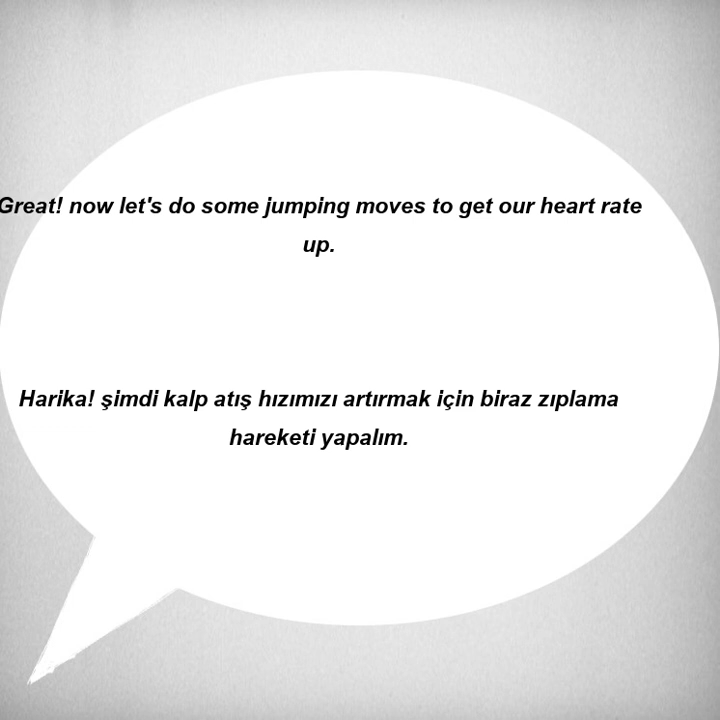 Great! now let's do some jumping moves to get our heart rate
up.
Harika! şimdi kalp atış hızımızı artırmak için biraz zıplama
hareketi yapalım.